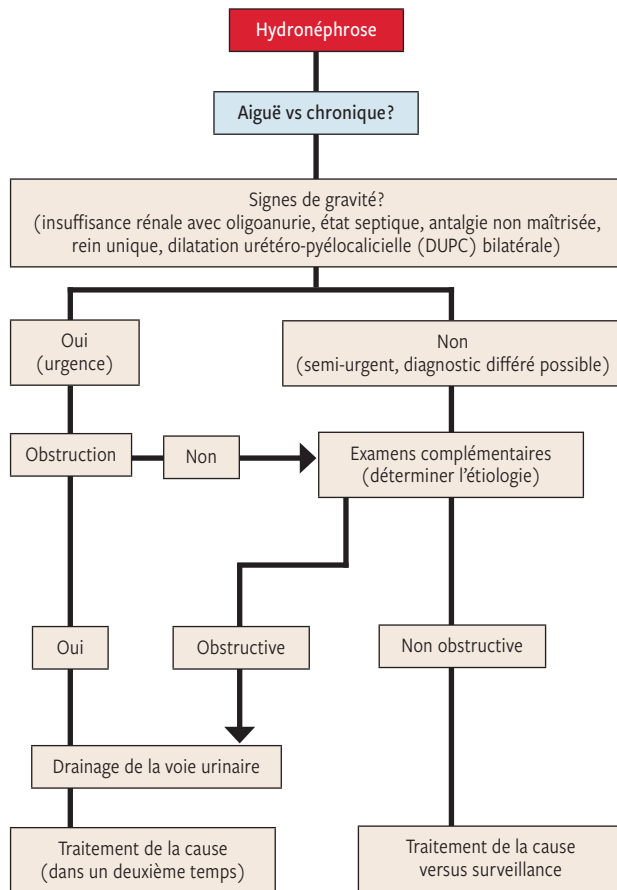 Hydronéphrose
Aiguë vs chronique?
Signes de gravité?
(insuffisance rénale avec oligoanurie, état septique, antalgie non maîtrisée,
rein unique, dilatation urétéro-pyélocalicielle (DUPC) bilatérale)
Oui
(urgence)
Non
(semi-urgent, diagnostic différé possible)
Obstruction
Non
Examens complémentaires
(déterminer l’étiologie)
Oui
Obstructive
Non obstructive
Drainage de la voie urinaire
Traitement de la cause
(dans un deuxième temps)
Traitement de la cause
versus surveillance